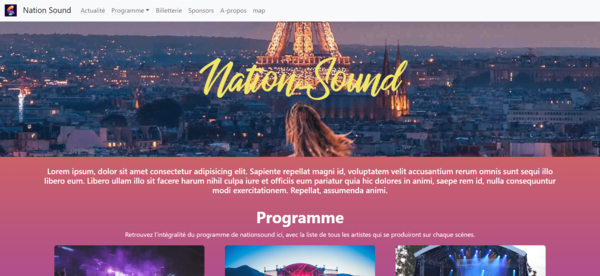 Nation Sound Actualité Programme Billetterie Sponsors A-propos map
Nation Sound
Lorem ipsum, dolor sit amet consectetur adipisicing elit. Sapiente repellat magni id, voluptatem velit accusantium rerum omnis sunt sequi illo
libero eum. Libero ullam illo sit facere harum nihil culpa iure et officiis eum pariatur quia hic dolores in animi, saepe rem id, nulla consequuntur
modi exercitationem. Repellat, assumenda animi.
Programme
Retrouvez l'intégralité du programme de nationsound ici, avec la liste de tous les artistes qui se produiront sur chaque scènes.